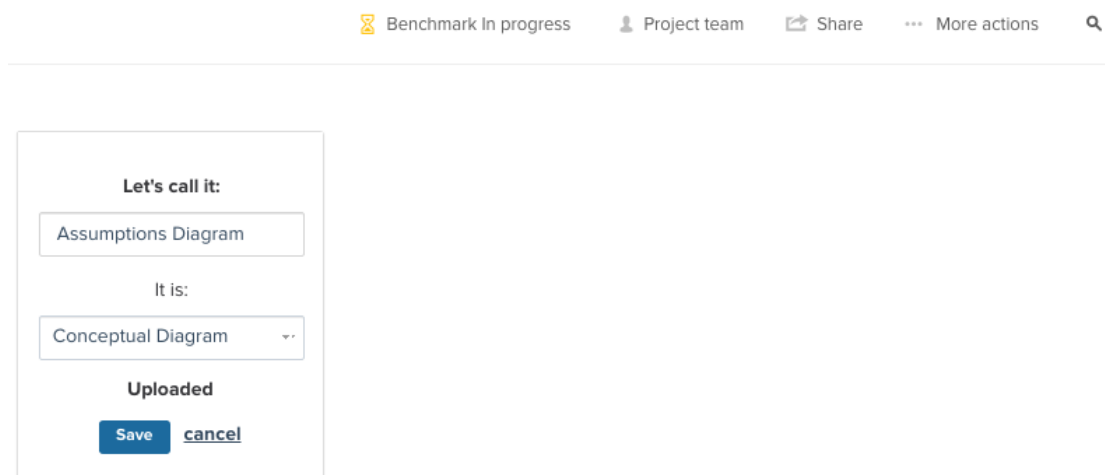 Benchmark In progress Project team Share ... More actions
Let's call it:
Assumptions Diagram
It is:
Conceptual Diagram
Uploaded
Save cancel